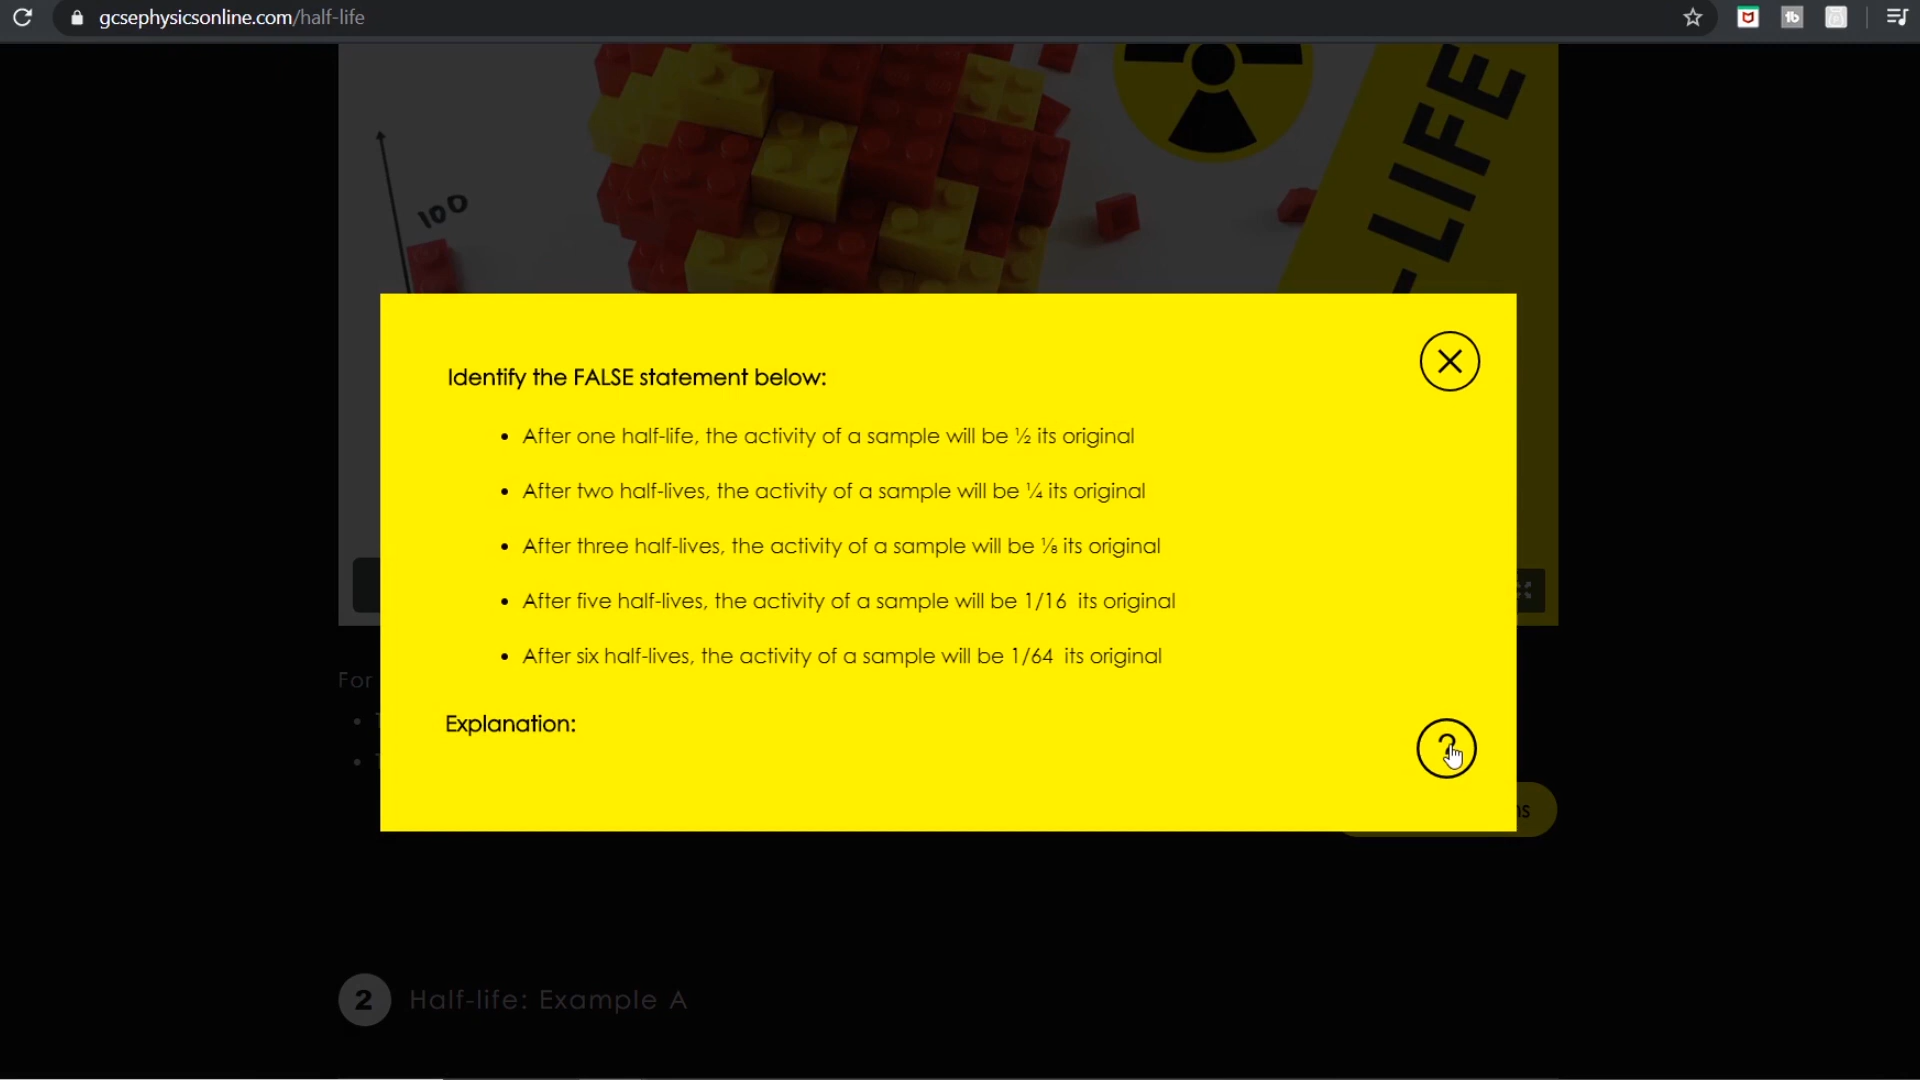 gcsephysicsonline.com/half-life
100
-LIFE
Identify the FALSE statement below:
• After one half-life, the activity of a sample will be ½ its original
• After two half-lives, the activity of a sample will be ¼ its original
• After three half-lives, the activity of a sample will be ⅛ its original
• After five half-lives, the activity of a sample will be 1/16 its original
• After six half-lives, the activity of a sample will be 1/64 its original
For
Explanation:
?
2 Half-life: Example A